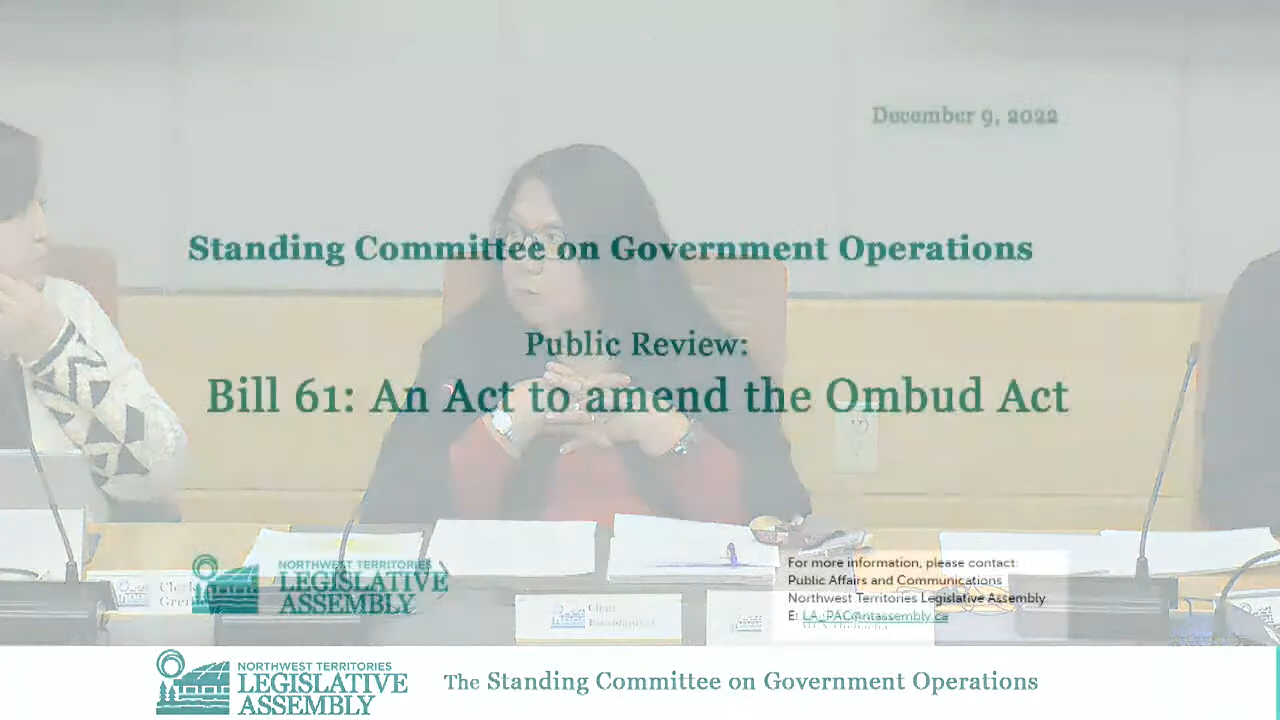 December 9, 2022
Standing Committee on Government Operations
Public Review:
Bill 61: An Act to amend the Ombud Act
NORTHWEST TERRITORIES
LEGISLATIVE
ASSEMBLY
For more information, please contact:
Public Affairs and Communications
Northwest Territories Legislative Assembly
E: LA_PAC@ntassembly.ca
NORTHWEST TERRITORIES
LEGISLATIVE
ASSEMBLY
The Standing Committee on Government Operations